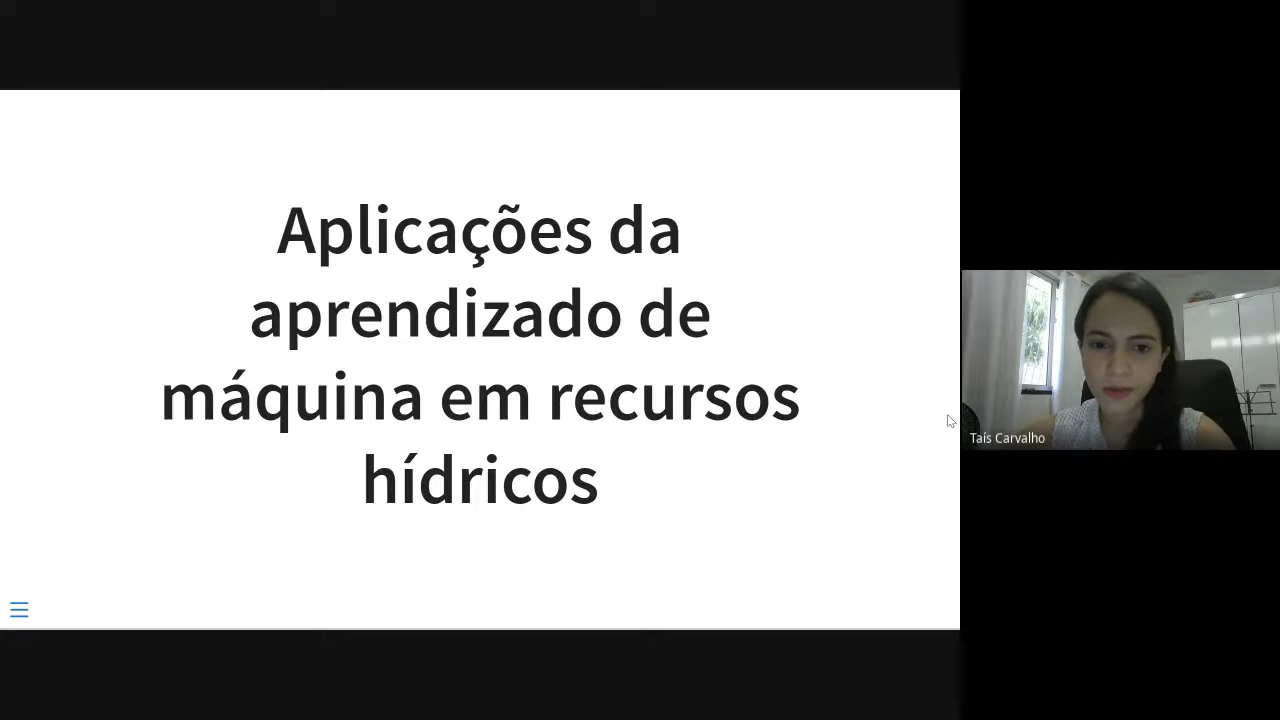 Aplicações da
aprendizado de
máquina em recursos
hídricos
Taís Carvalho